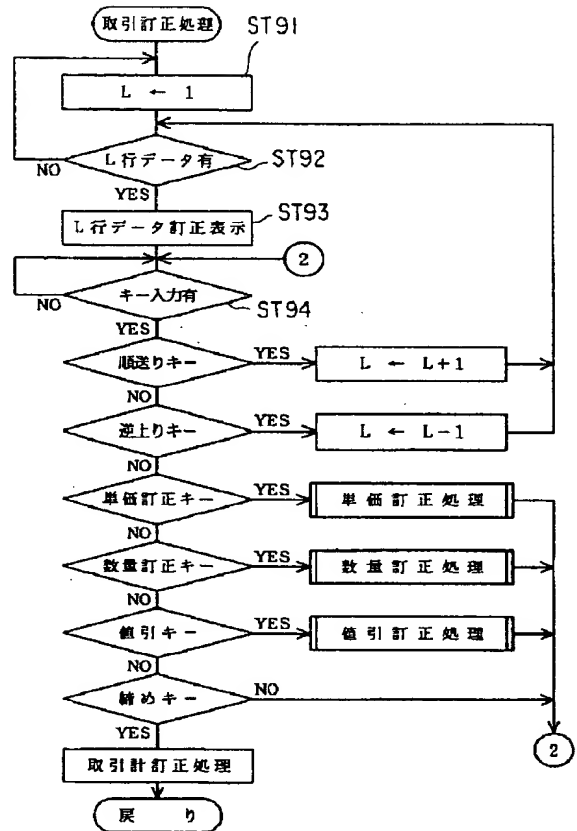 取引訂正処理
ST91
L ← 1
L行データ有
ST92
NO
YES
L行データ訂正表示
ST93
2
キー入力有
ST94
NO
YES
順送りキー
YES
L ← L+1
NO
逆上りキー
YES
L ← L-1
NO
単価訂正キー
YES
単価訂正処理
NO
数量訂正キー
YES
数量訂正処理
NO
値引キー
YES
値引訂正処理
NO
締めキー
NO
YES
2
取引計訂正処理
戻り